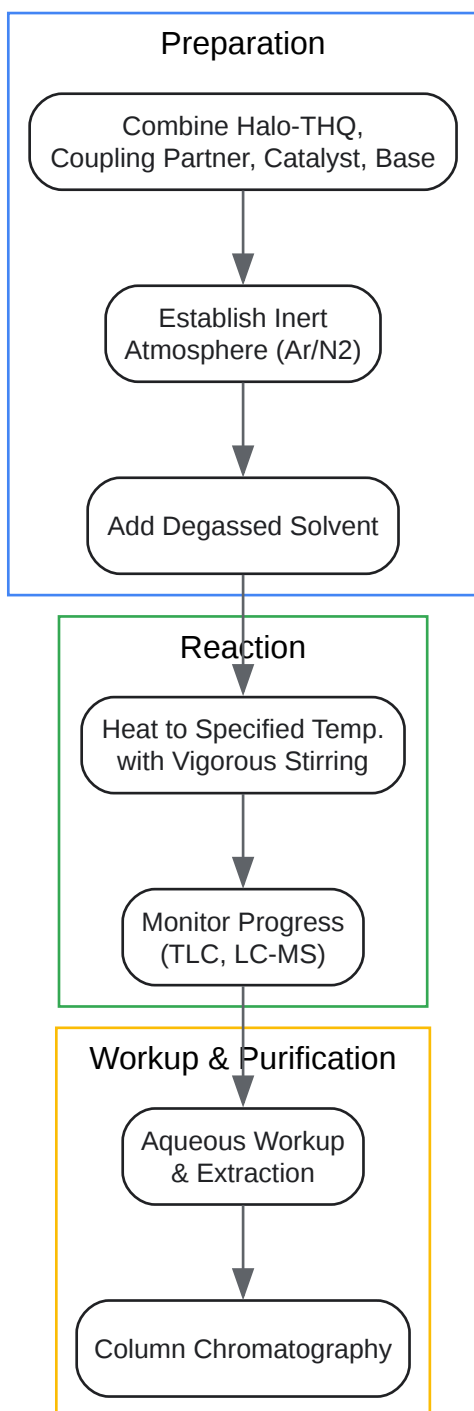 Preparation
Combine Halo-THQ,
Coupling Partner, Catalyst, Base
Establish Inert
Atmosphere (Ar/N2)
Add Degassed Solvent
Reaction
Heat to Specified Temp.
with Vigorous Stirring
Monitor Progress
(TLC, LC-MS)
Workup & Purification
Aqueous Workup
& Extraction
Column Chromatography